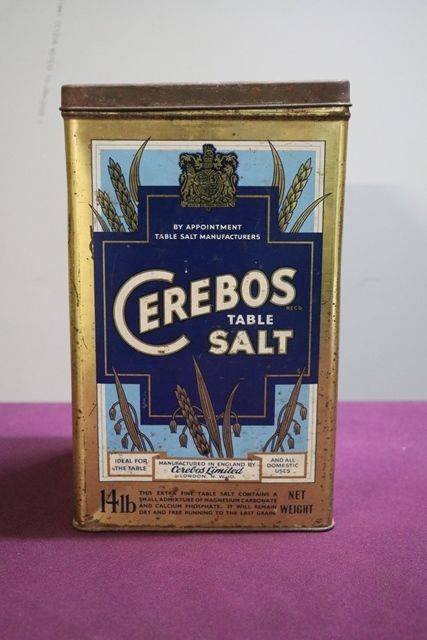 BY APPOINTMENT
TABLE SALT MANUFACTURERS
CEREBOS
REGD
TABLE
SALT
IDEAL FOR
THE TABLE
MANUFACTURED IN ENGLAND BY
Cerebos Limited
LONDON. N.W.10.
AND ALL
DOMESTIC
USES
14lb
THIS EXTRA FINE TABLE SALT CONTAINS A
SMALL ADMIXTURE OF MAGNESIUM CARBONATE
AND CALCIUM PHOSPHATE. IT WILL REMAIN
DRY AND FREE RUNNING TO THE LAST GRAIN
NET
WEIGHT